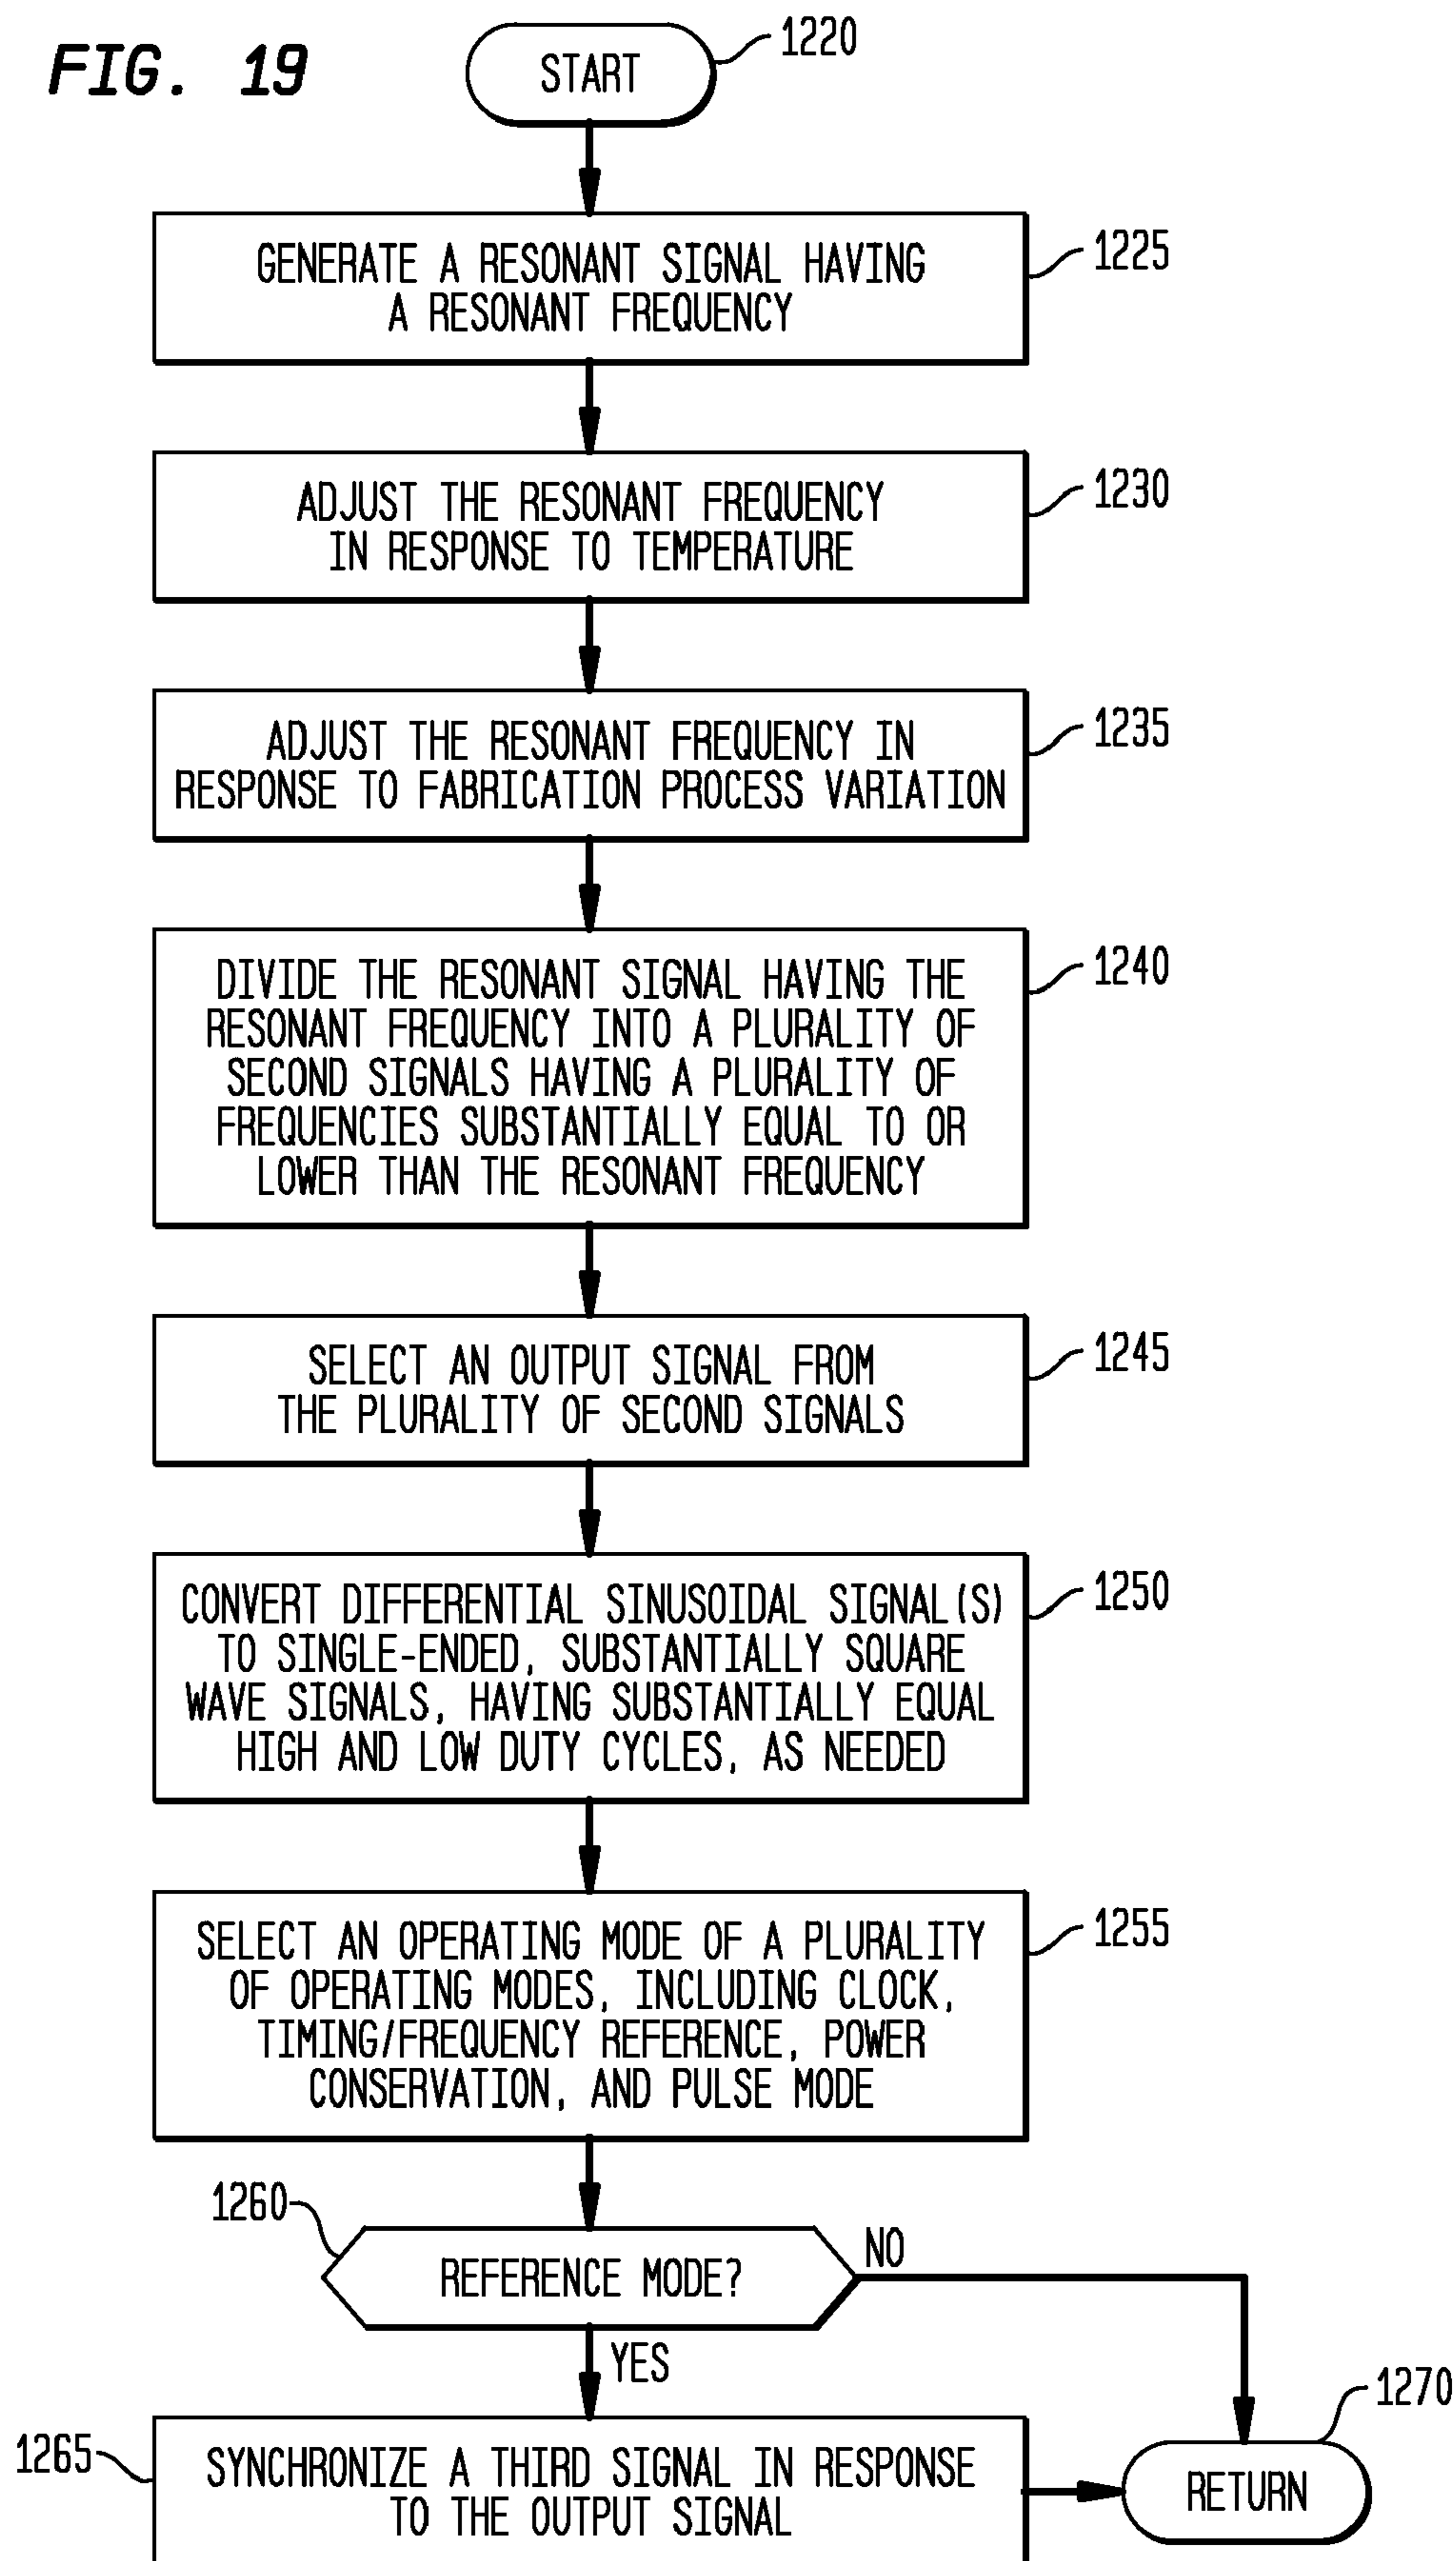 FIG. 19
START
1220
GENERATE A RESONANT SIGNAL HAVING
A RESONANT FREQUENCY
1225
ADJUST THE RESONANT FREQUENCY
IN RESPONSE TO TEMPERATURE
1230
ADJUST THE RESONANT FREQUENCY IN
RESPONSE TO FABRICATION PROCESS VARIATION
1235
DIVIDE THE RESONANT SIGNAL HAVING THE
RESONANT FREQUENCY INTO A PLURALITY OF
SECOND SIGNALS HAVING A PLURALITY OF
FREQUENCIES SUBSTANTIALLY EQUAL TO OR
LOWER THAN THE RESONANT FREQUENCY
1240
SELECT AN OUTPUT SIGNAL FROM
THE PLURALITY OF SECOND SIGNALS
1245
CONVERT DIFFERENTIAL SINUSOIDAL SIGNAL(S)
TO SINGLE-ENDED, SUBSTANTIALLY SQUARE
WAVE SIGNALS, HAVING SUBSTANTIALLY EQUAL
HIGH AND LOW DUTY CYCLES, AS NEEDED
1250
SELECT AN OPERATING MODE OF A PLURALITY
OF OPERATING MODES, INCLUDING CLOCK,
TIMING/FREQUENCY REFERENCE, POWER
CONSERVATION, AND PULSE MODE
1255
1260
REFERENCE MODE?
NO
YES
1265
SYNCHRONIZE A THIRD SIGNAL IN RESPONSE
TO THE OUTPUT SIGNAL
1270
RETURN